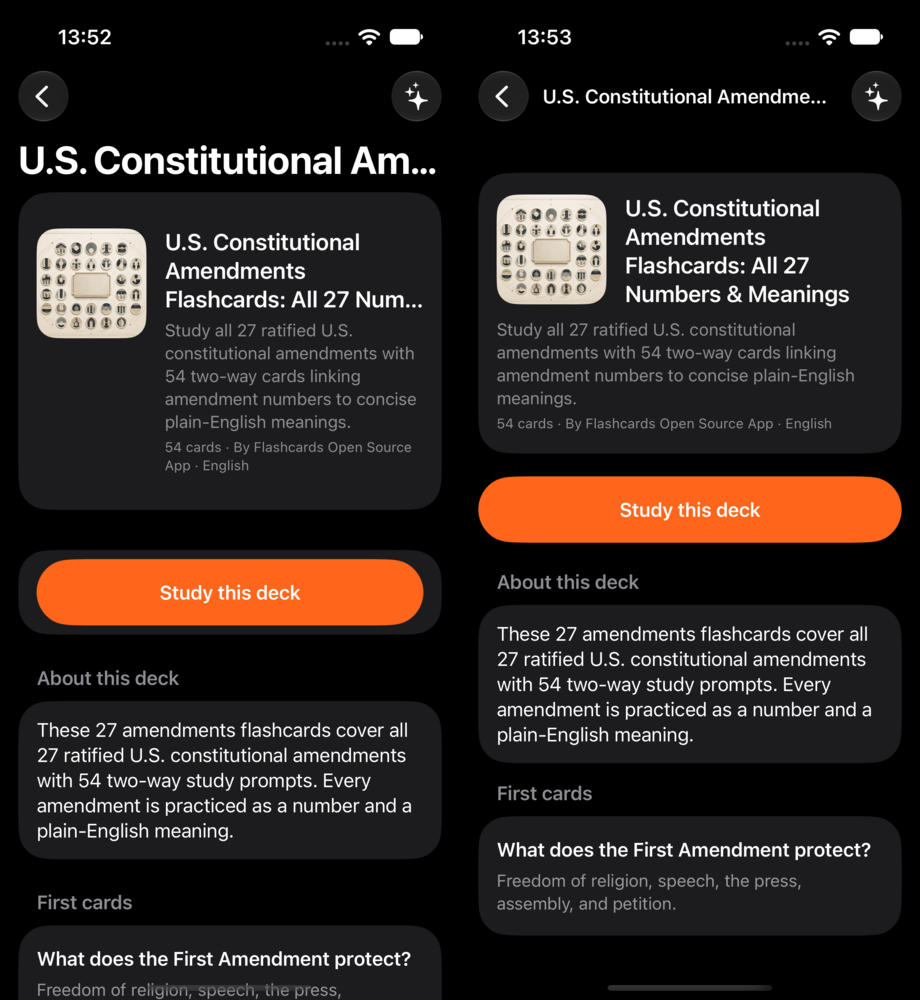 13:52
U.S. Constitutional Am...
U.S. Constitutional
Amendments
Flashcards: All 27 Num...
Study all 27 ratified U.S.
constitutional amendments with
54 two-way cards linking
amendment numbers to concise
plain-English meanings.
54 cards · By Flashcards Open Source
App · English
Study this deck
About this deck
These 27 amendments flashcards cover all
27 ratified U.S. constitutional amendments
with 54 two-way study prompts. Every
amendment is practiced as a number and a
plain-English meaning.
First cards
What does the First Amendment protect?
Freedom of religion, speech, the press,
13:53
U.S. Constitutional Amendme...
U.S. Constitutional
Amendments
Flashcards: All 27
Numbers & Meanings
Study all 27 ratified U.S. constitutional
amendments with 54 two-way cards linking
amendment numbers to concise plain-English
meanings.
54 cards · By Flashcards Open Source App · English
Study this deck
About this deck
These 27 amendments flashcards cover all
27 ratified U.S. constitutional amendments
with 54 two-way study prompts. Every
amendment is practiced as a number and a
plain-English meaning.
First cards
What does the First Amendment protect?
Freedom of religion, speech, the press,
assembly, and petition.